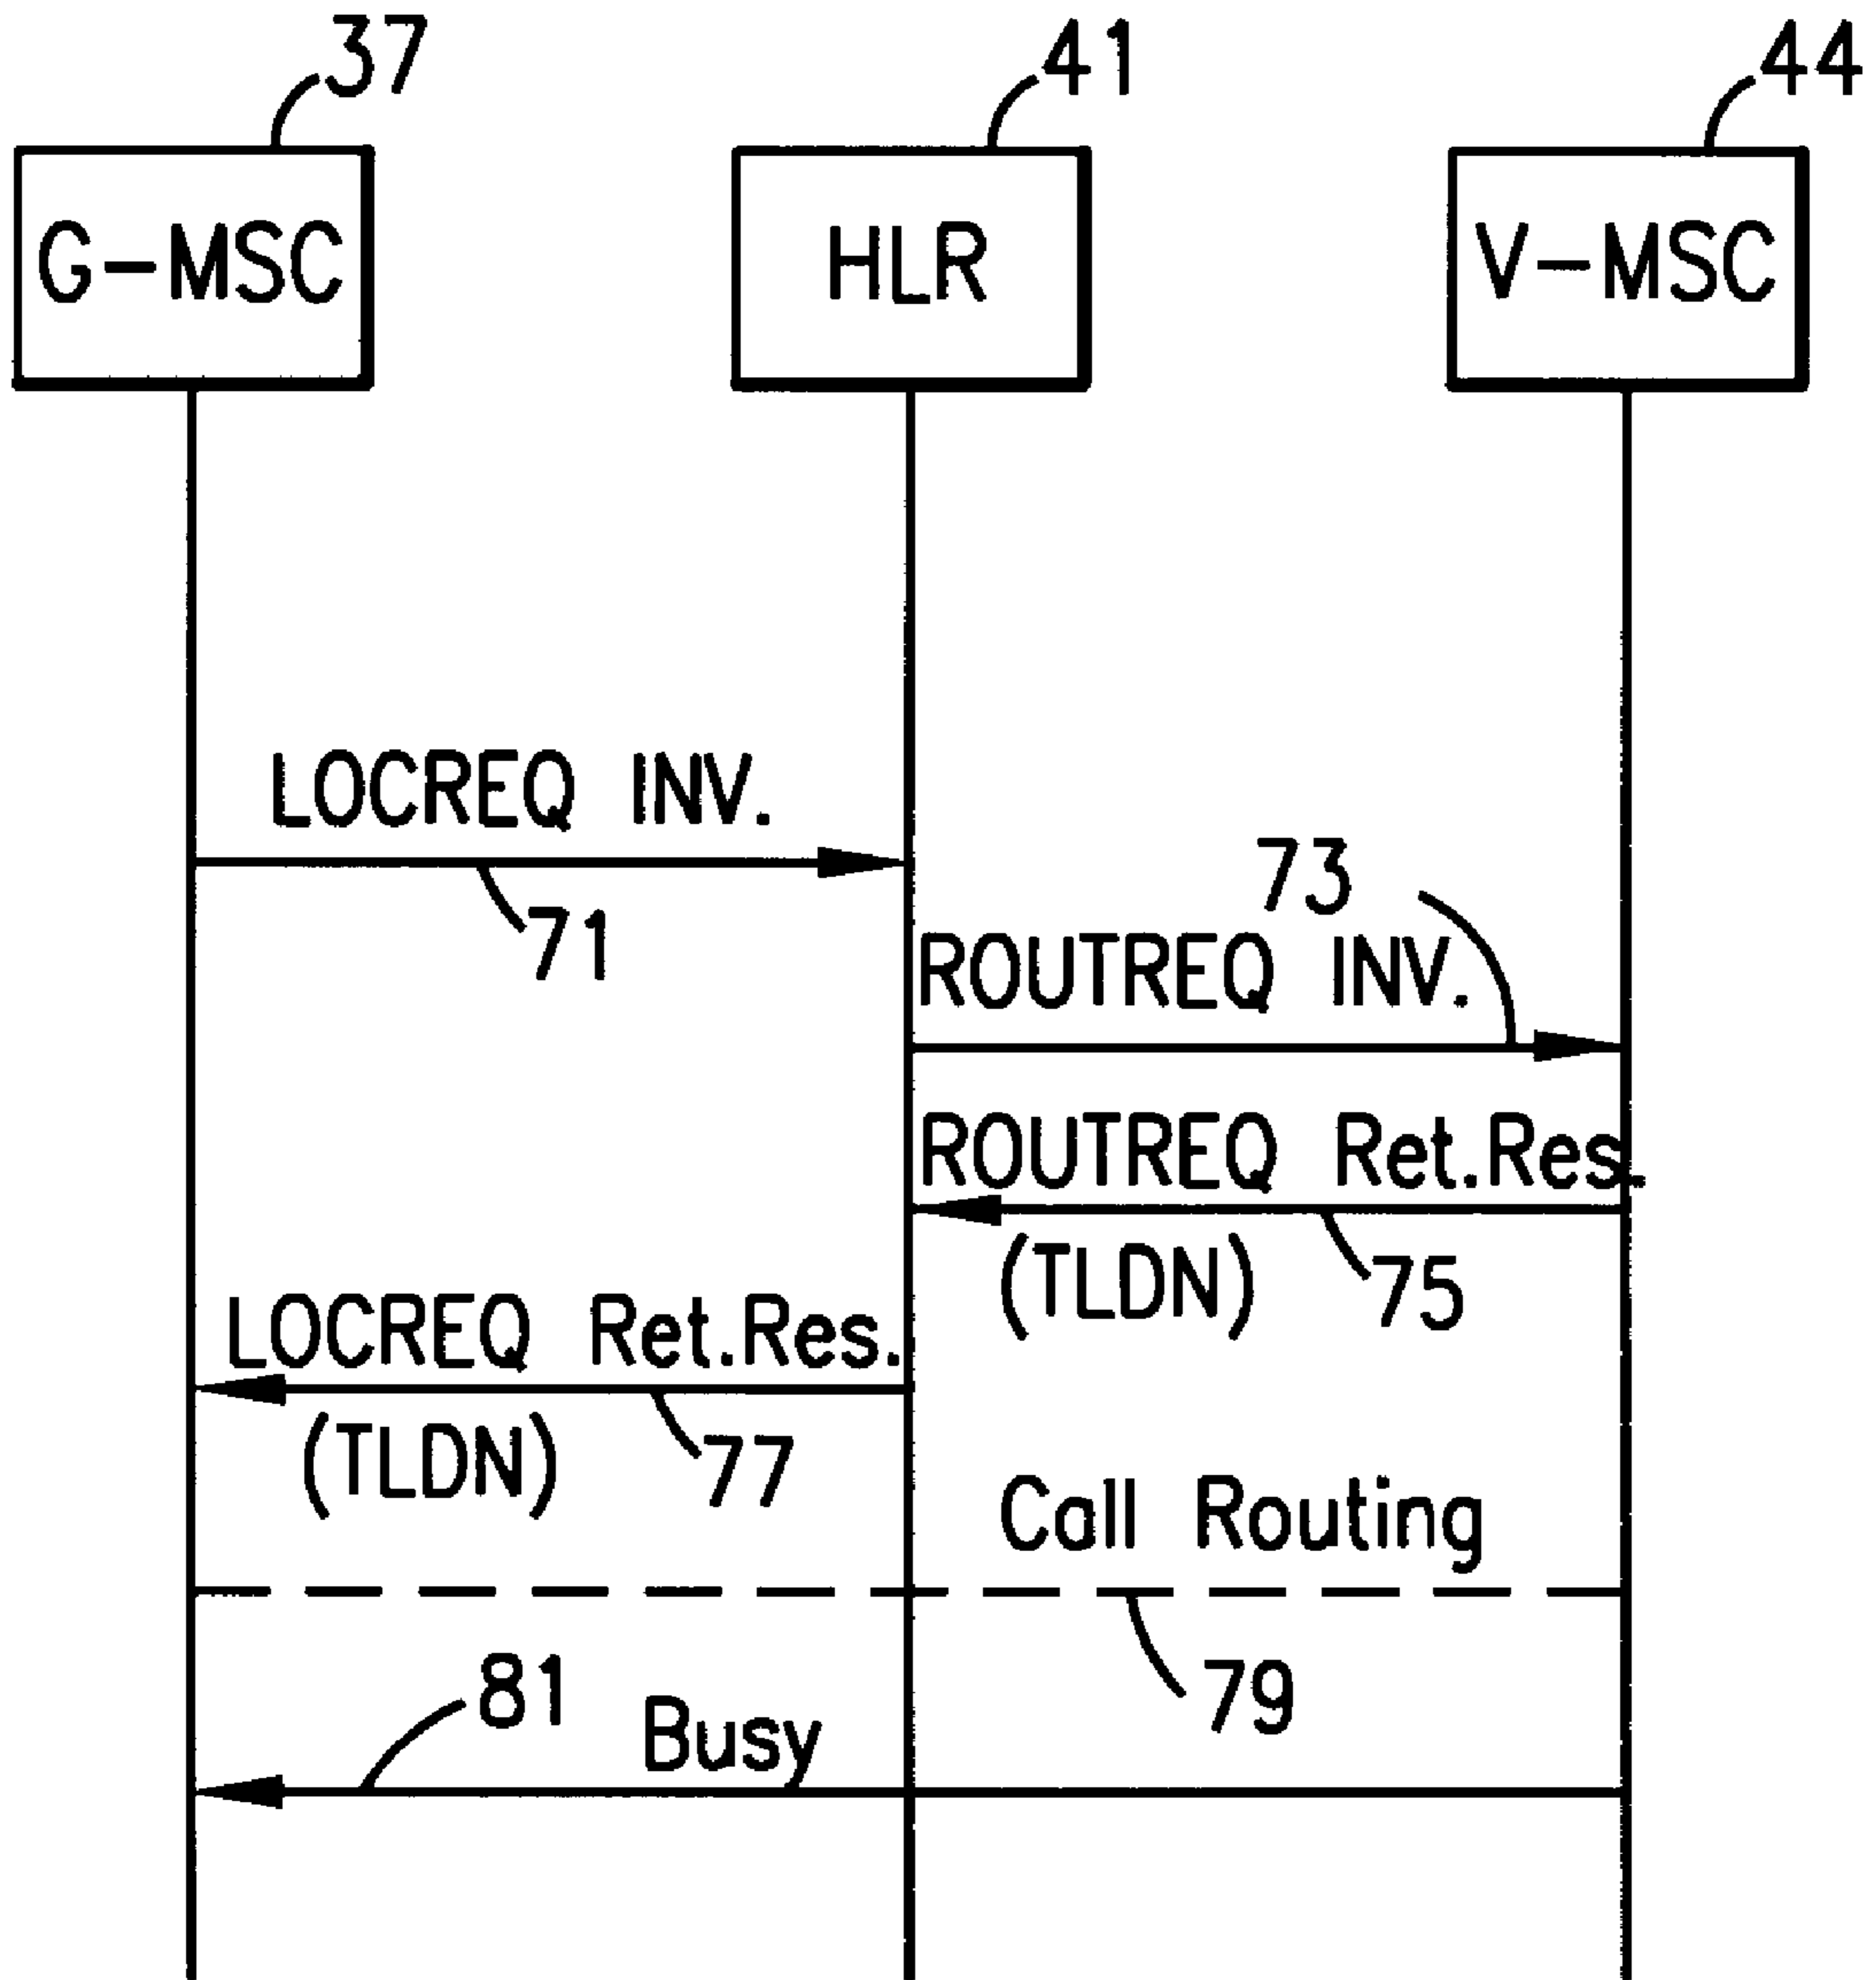 37
41
44
G-MSC
HLR
V-MSC
LOCREQ INV.
71
73
ROUTREQ INV.
ROUTREQ Ret.Res.
(TLDN)
75
LOCREQ Ret.Res.
(TLDN)
77
Call Routing
79
81
Busy